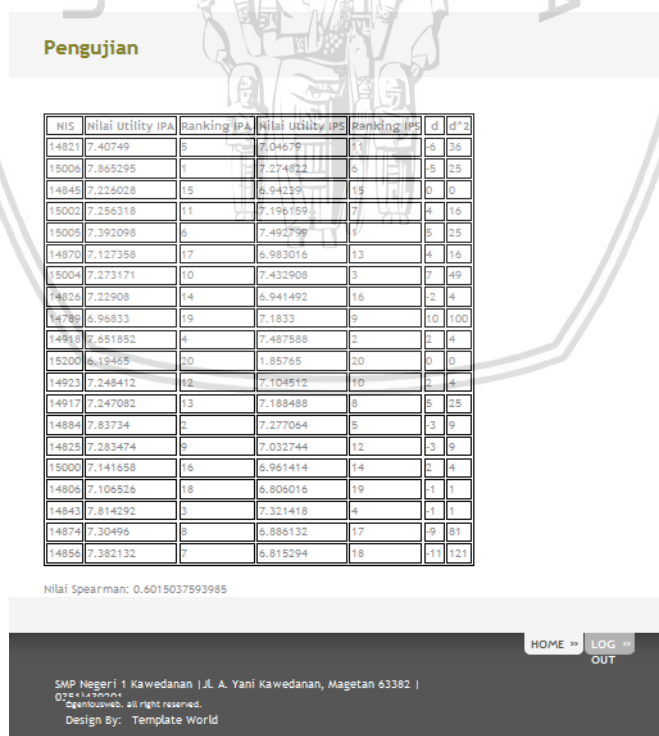 Pengujian
NIS Nilai Utility IPA Ranking IPA Nilai Utility IPS Ranking IPS d d^2
14821 7.40749 5 7.04679 11 -6 36
15006 7.865295 1 7.274822 6 -5 25
14845 7.226028 15 6.94239 15 0 0
15002 7.256318 11 7.196159 7 4 16
15005 7.392098 6 7.492799 1 5 25
14870 7.127358 17 6.983016 13 4 16
15004 7.273171 10 7.432908 3 7 49
14826 7.22908 14 6.941492 16 -2 4
14789 6.96833 19 7.1833 9 10 100
14918 7.651852 4 7.487588 2 2 4
15200 6.19465 20 1.85765 20 0 0
14923 7.248412 12 7.104512 10 2 4
14917 7.247082 13 7.188488 8 5 25
14884 7.83734 2 7.277064 5 -3 9
14825 7.283474 9 7.032744 12 -3 9
15000 7.141658 16 6.961414 14 2 4
14806 7.106526 18 6.806016 19 -1 1
14843 7.814292 3 7.321418 4 -1 1
14874 7.30496 8 6.886132 17 -9 81
14856 7.382132 7 6.815294 18 -11 121
Nilai Spearman: 0.6015037593985
HOME »
LOG »
OUT
SMP Negeri 1 Kawedanan |Jl. A. Yani Kawedanan, Magetan 63382 |
©geniousweb. all right reserved.
Design By: Template World